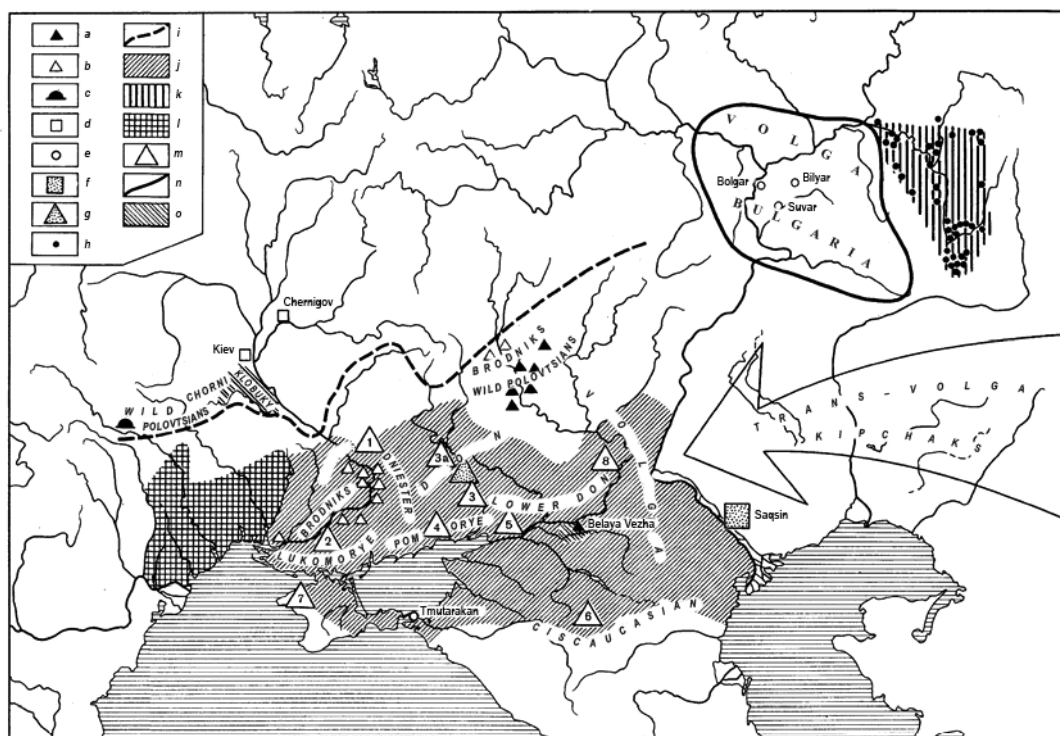 a
b
c
d
e
f
g
h
i
j
k
l
m
n
o
VOLGA
BULGARIA
Bolgar
Bilyar
Suvar
Chernigov
Kiev
CHORNI
KLOBUKY
WILD
POLOVTSIANS
BRODNIKS
WILD POLOVTSIANS
TRANS-VOLGA
KIPCHAKS
VOLGA
DON
DNIESTER
BRODNIKS
LOWER DON
LUKOMORYE
POMORYE
CISCAUCASIAN
Belaya Vezha
Saqsin
Tmutarakan
1
2
3a
3
4
5
6
7
8